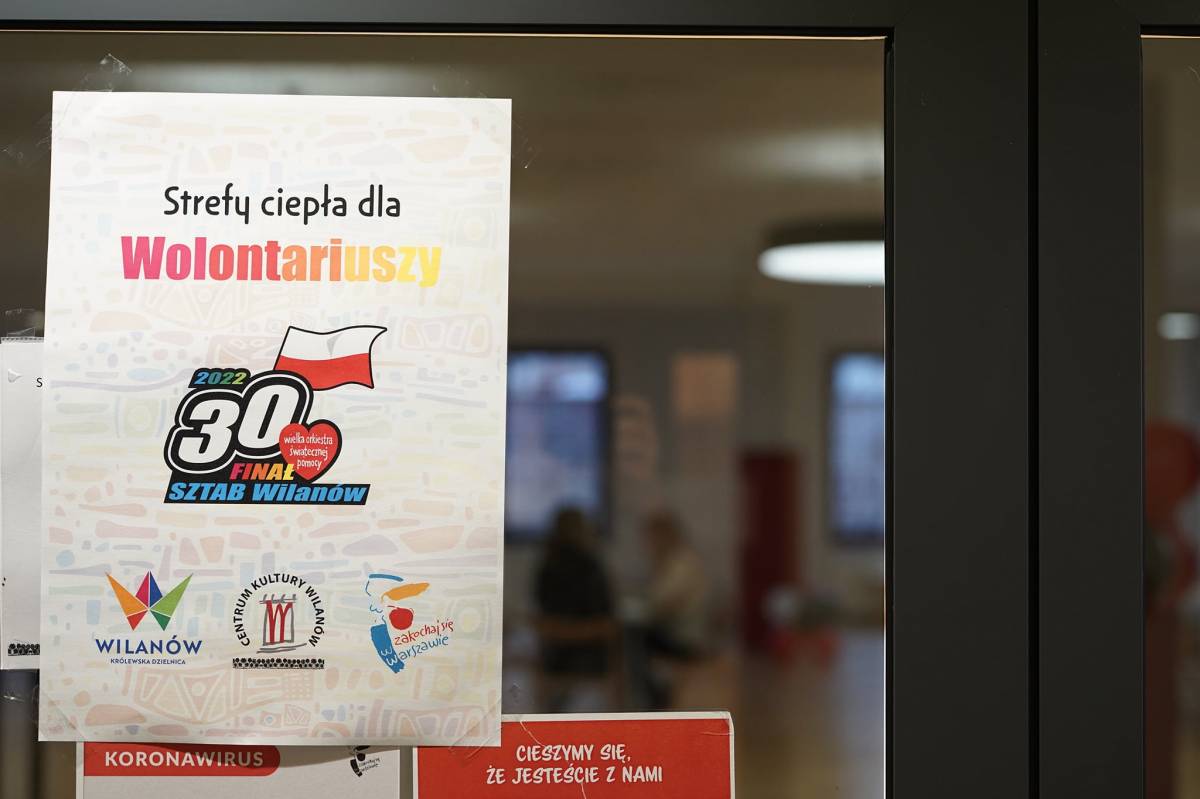 Strefy ciepła dla
Wolontariuszy
2022
30
wielka orkiestra
świątecznej
pomocy
FINAŁ
SZTAB Wilanów
WILANÓW
KRÓLEWSKA DZIELNICA
CENTRUM KULTURY WILANÓW
zakochaj się
w Warszawie
S
KORONAWIRUS
CIESZYMY SIĘ,
ŻE JESTEŚCIE Z NAMI